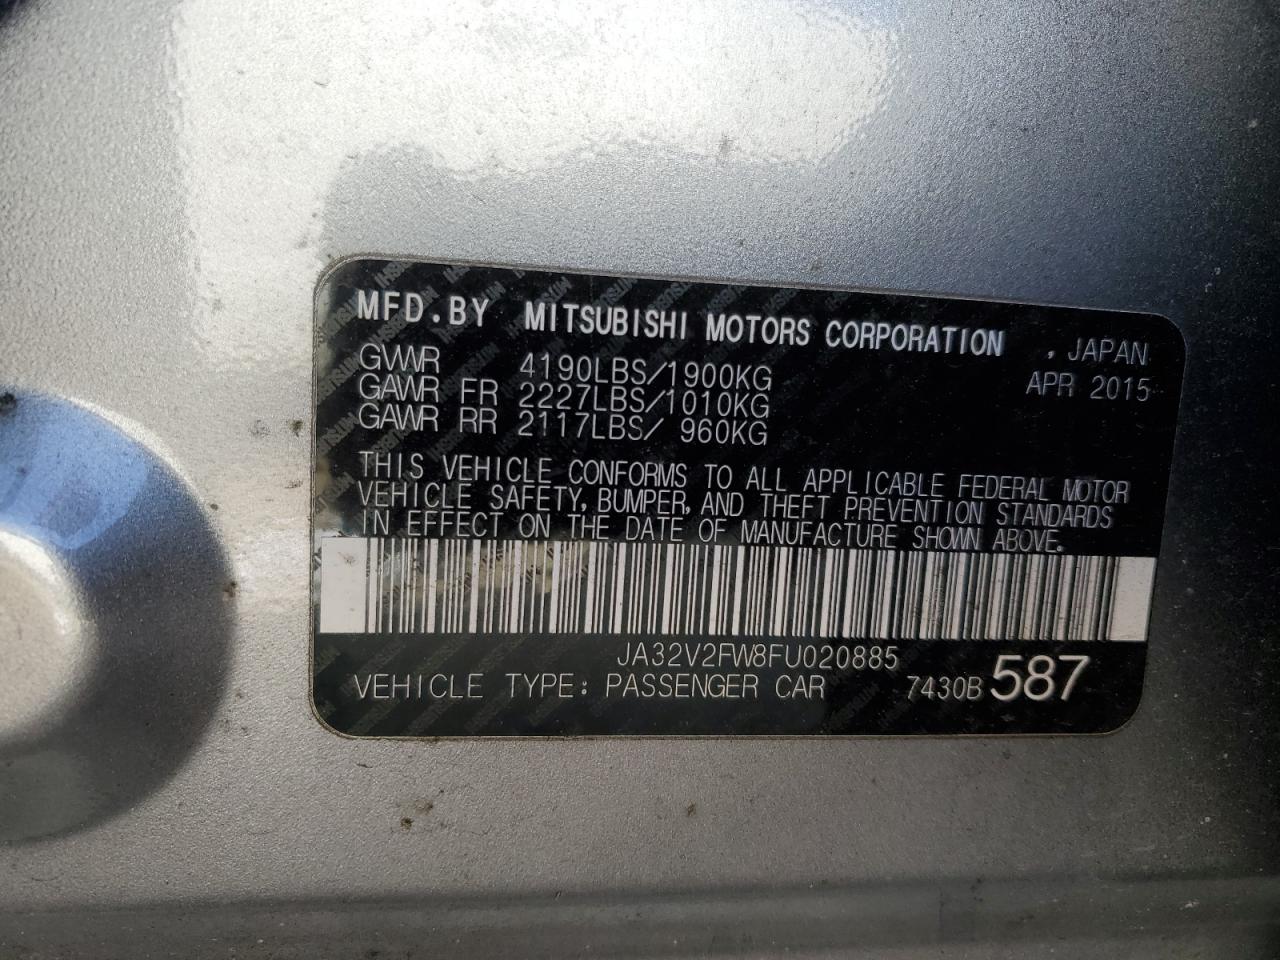 MFD.BY MITSUBISHI MOTORS CORPORATION , JAPAN
GVWR 4190LBS/1900KG APR 2015
GAWR FR 2227LBS/1010KG
GAWR RR 2117LBS/ 960KG
THIS VEHICLE CONFORMS TO ALL APPLICABLE FEDERAL MOTOR
VEHICLE SAFETY, BUMPER, AND THEFT PREVENTION STANDARDS
IN EFFECT ON THE DATE OF MANUFACTURE SHOWN ABOVE.
JA32V2FW8FU020885
VEHICLE TYPE: PASSENGER CAR 7430B 587